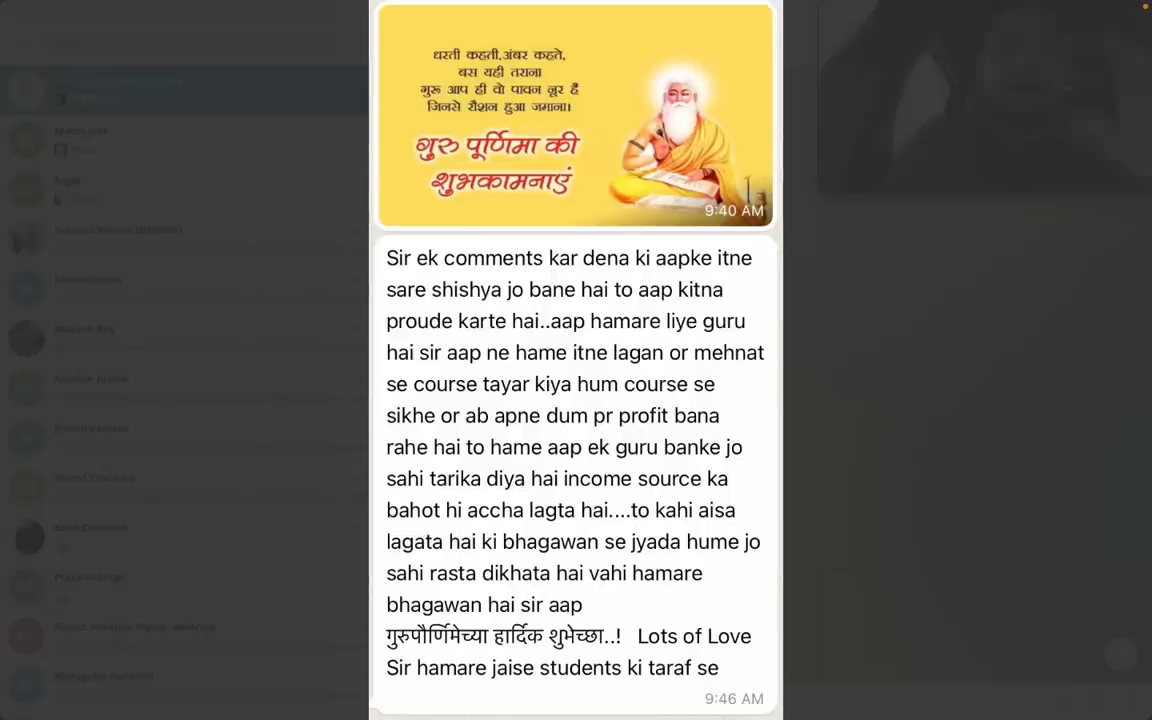 धरती कहती,अंबर कहते,
बस यही तराना
गुरू आप ही वो पावन नूर हैं
जिनसे रौशन हुआ जमाना।
गुरु पूर्णिमा की
शुभकामनाएं
9:40 AM
Sir ek comments kar dena ki aapke itne
sare shishya jo bane hai to aap kitna
proude karte hai..aap hamare liye guru
hai sir aap ne hame itne lagan or mehnat
se course tayar kiya hum course se
sikhe or ab apne dum pr profit bana
rahe hai to hame aap ek guru banke jo
sahi tarika diya hai income source ka
bahot hi accha lagta hai....to kahi aisa
lagata hai ki bhagawan se jyada hume jo
sahi rasta dikhata hai vahi hamare
bhagawan hai sir aap
गुरुपौर्णिमेच्या हार्दिक शुभेच्छा..! Lots of Love
Sir hamare jaise students ki taraf se
9:46 AM